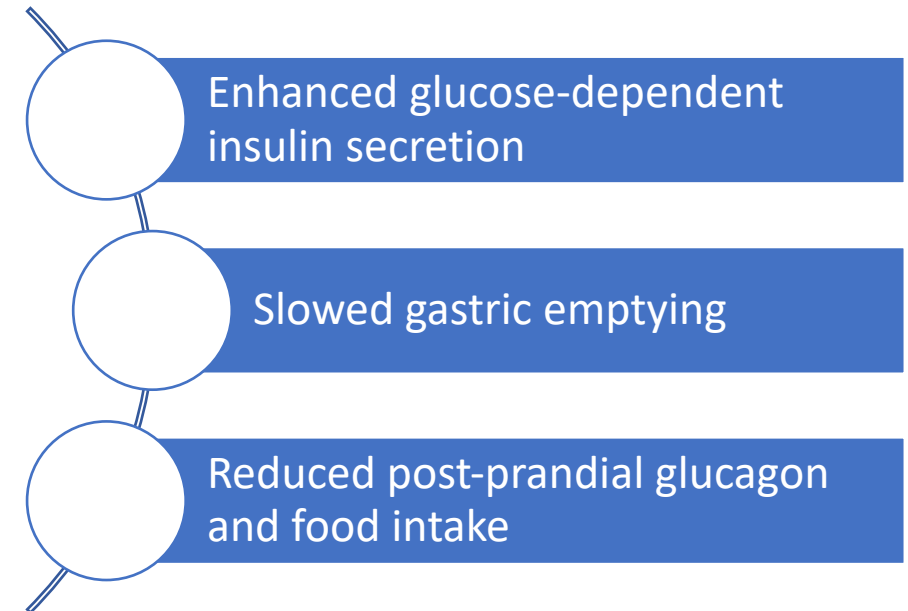 Enhanced glucose-dependent
insulin secretion
Slowed gastric emptying
Reduced post-prandial glucagon
and food intake